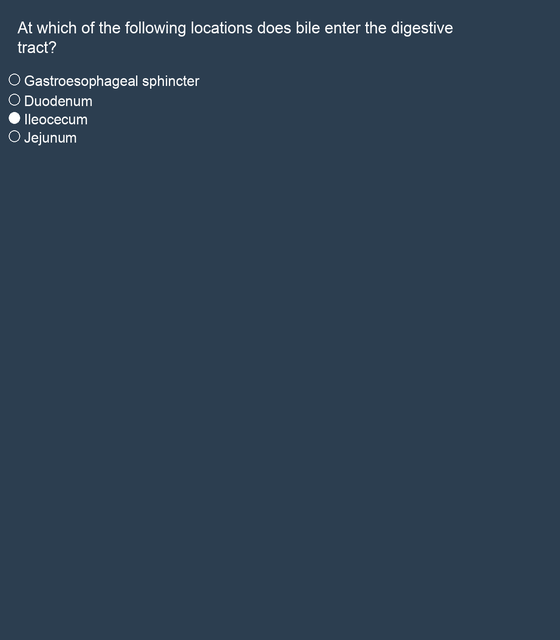 At which of the following locations does bile enter the digestive
tract?
Gastroesophageal sphincter
Duodenum
Ileocecum
Jejunum